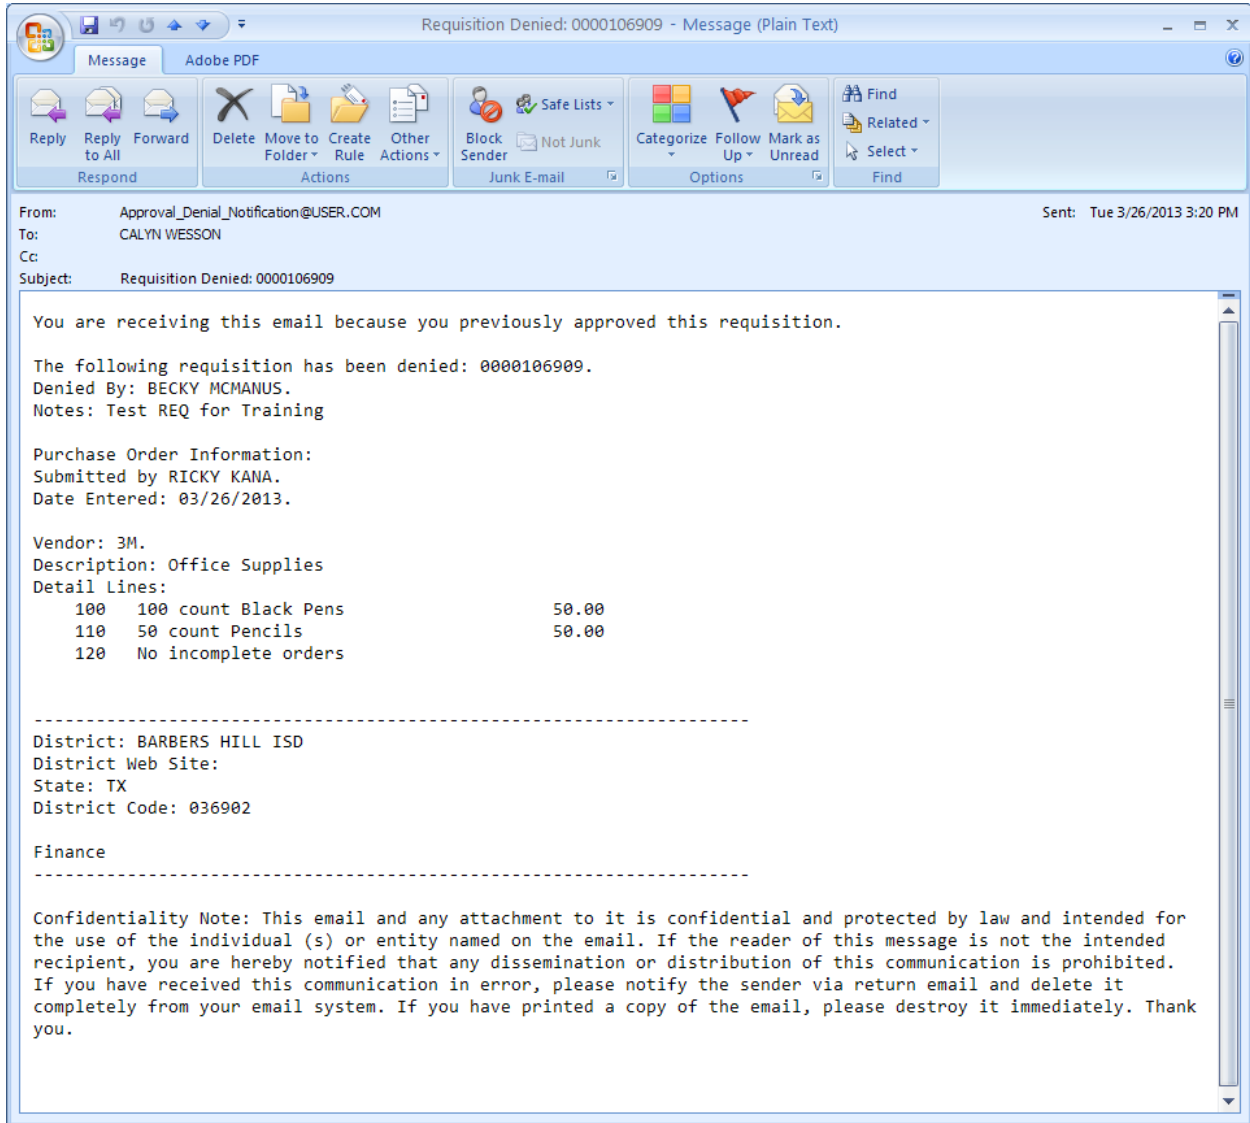 Requisition Denied: 0000106909 - Message (Plain Text)
Message Adobe PDF
Reply
Reply to All
Forward
Respond
Delete
Move to Folder
Create Rule
Other Actions
Actions
Block Sender
Safe Lists
Not Junk
Junk E-mail
Categorize
Follow Up
Mark as Unread
Options
Find
Related
Select
Find
From: Approval_Denial_Notification@USER.COM Sent: Tue 3/26/2013 3:20 PM
To: CALYN WESSON
Cc:
Subject: Requisition Denied: 0000106909
You are receiving this email because you previously approved this requisition.
The following requisition has been denied: 0000106909.
Denied By: BECKY MCMANUS.
Notes: Test REQ for Training
Purchase Order Information:
Submitted by RICKY KANA.
Date Entered: 03/26/2013.
Vendor: 3M.
Description: Office Supplies
Detail Lines:
100 100 count Black Pens 50.00
110 50 count Pencils 50.00
120 No incomplete orders
---------------------------------------------------------------------
District: BARBERS HILL ISD
District Web Site:
State: TX
District Code: 036902
Finance
---------------------------------------------------------------------
Confidentiality Note: This email and any attachment to it is confidential and protected by law and intended for
the use of the individual (s) or entity named on the email. If the reader of this message is not the intended
recipient, you are hereby notified that any dissemination or distribution of this communication is prohibited.
If you have received this communication in error, please notify the sender via return email and delete it
completely from your email system. If you have printed a copy of the email, please destroy it immediately. Thank
you.